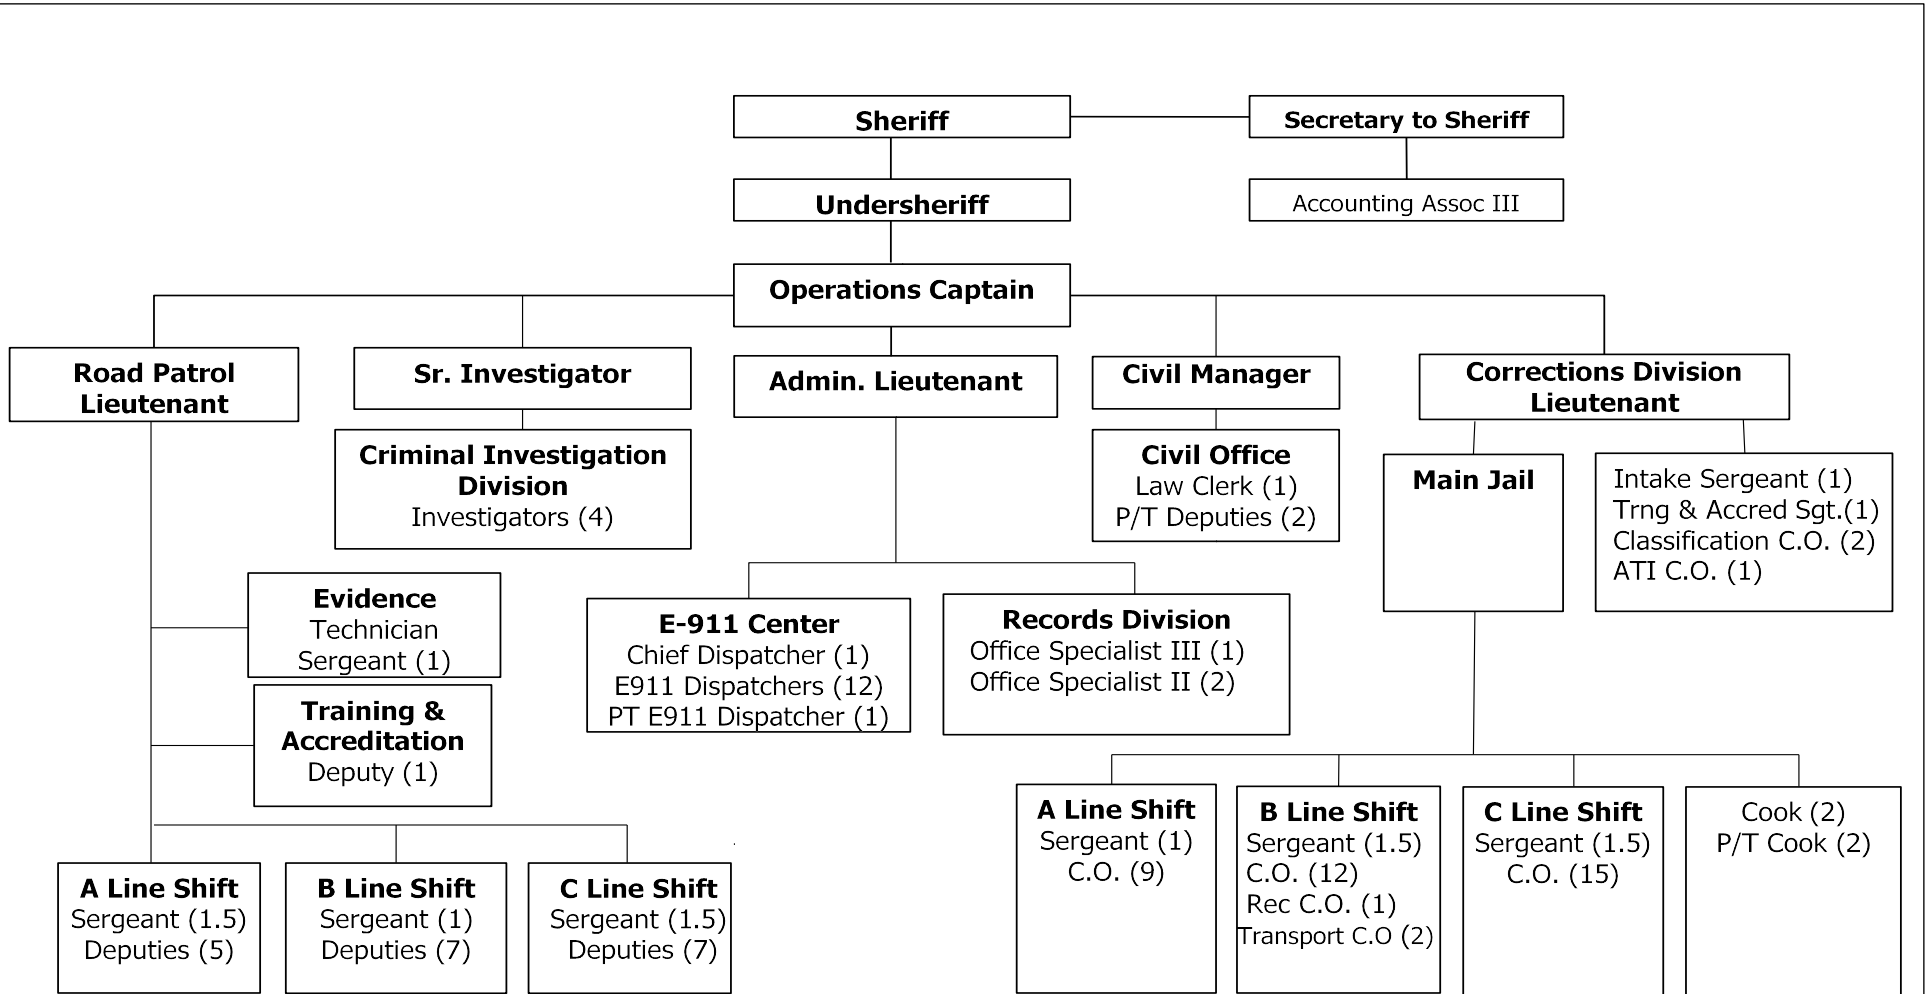 Sheriff
Secretary to Sheriff
Undersheriff
Accounting Assoc III
Operations Captain
Road Patrol
Lieutenant
Sr. Investigator
Admin. Lieutenant
Civil Manager
Corrections Division
Lieutenant
Criminal Investigation
Division
Investigators (4)
Civil Office
Law Clerk (1)
P/T Deputies (2)
Main Jail
Intake Sergeant (1)
Trng & Accred Sgt.(1)
Classification C.O. (2)
ATI C.O. (1)
Evidence
Technician
Sergeant (1)
Training &
Accreditation
Deputy (1)
E-911 Center
Chief Dispatcher (1)
E911 Dispatchers (12)
PT E911 Dispatcher (1)
Records Division
Office Specialist III (1)
Office Specialist II (2)
A Line Shift
Sergeant (1.5)
Deputies (5)
B Line Shift
Sergeant (1)
Deputies (7)
C Line Shift
Sergeant (1.5)
Deputies (7)
A Line Shift
Sergeant (1)
C.O. (9)
B Line Shift
Sergeant (1.5)
C.O. (12)
Rec C.O. (1)
Transport C.O (2)
C Line Shift
Sergeant (1.5)
C.O. (15)
Cook (2)
P/T Cook (2)